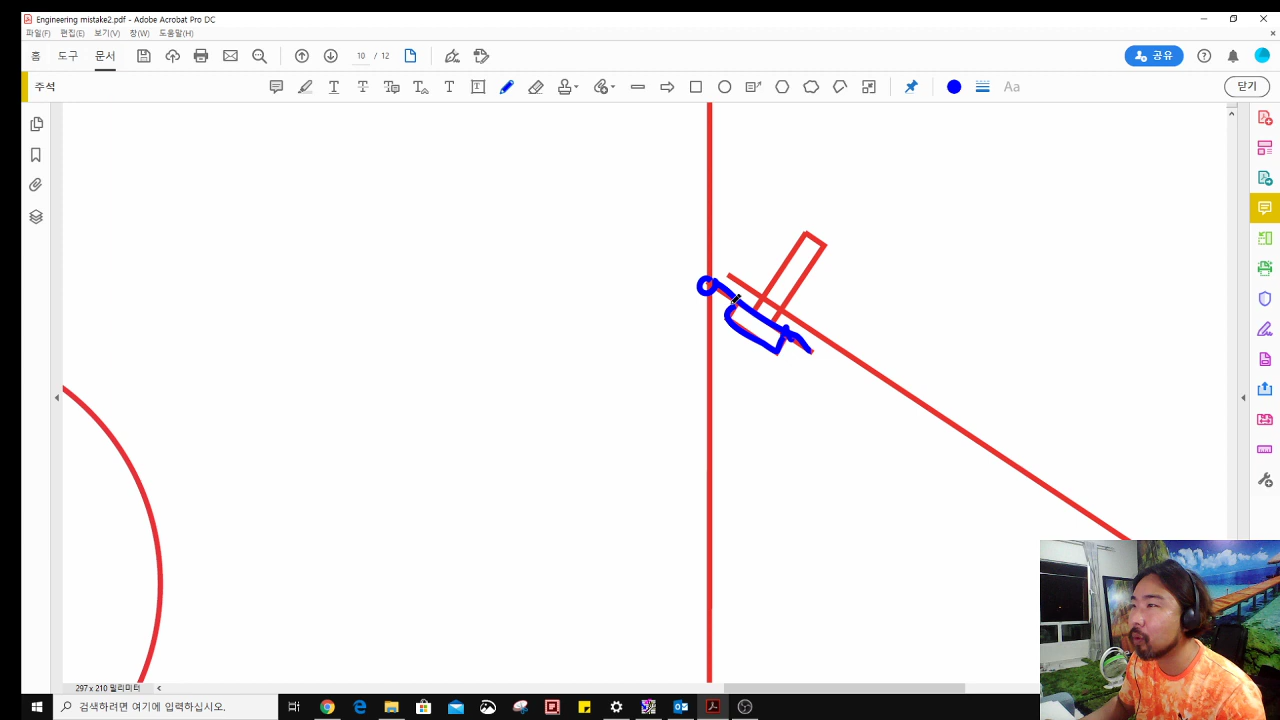 Engineering mistake2.pdf - Adobe Acrobat Pro DC
파일(F) 편집(E) 보기(V) 창(W) 도움말(H)
홈 도구 문서 10 / 12 공유
주석 T T T T T Aa 닫기
297 x 210 밀리미터
검색하려면 여기에 입력하십시오.